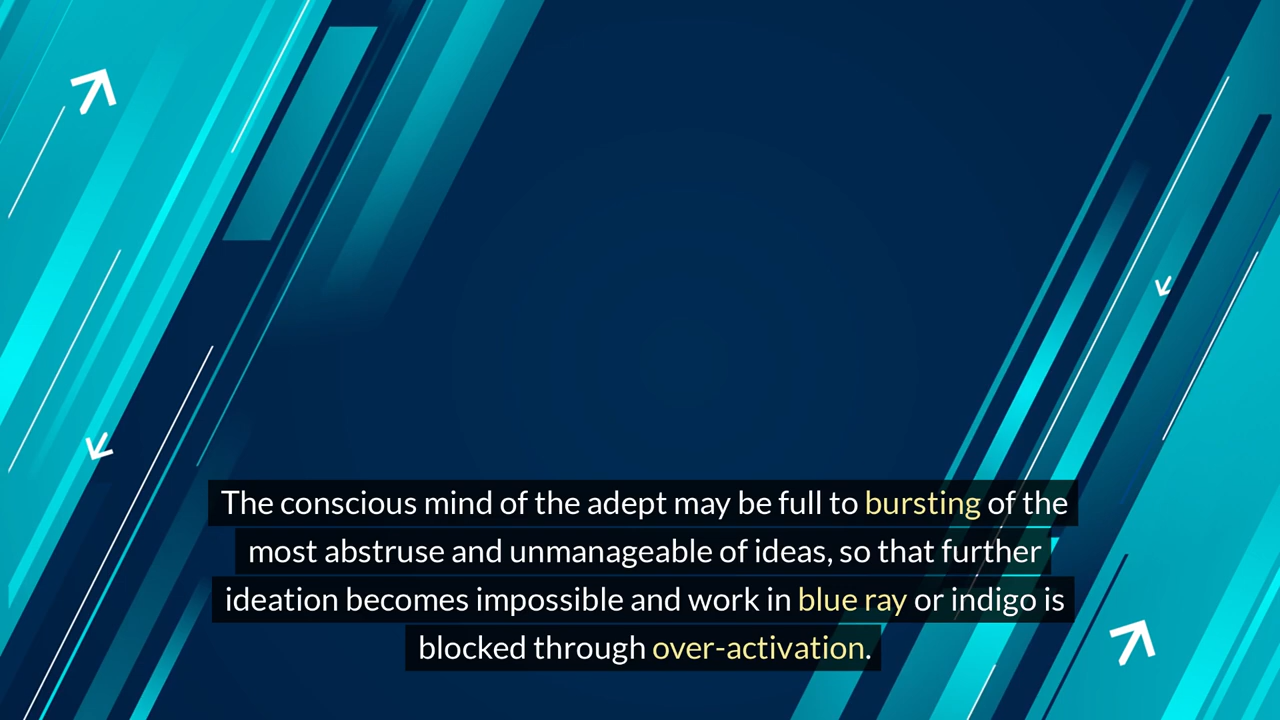 The conscious mind of the adept may be full to bursting of the
most abstruse and unmanageable of ideas, so that further
ideation becomes impossible and work in blue ray or indigo is
blocked through over-activation.